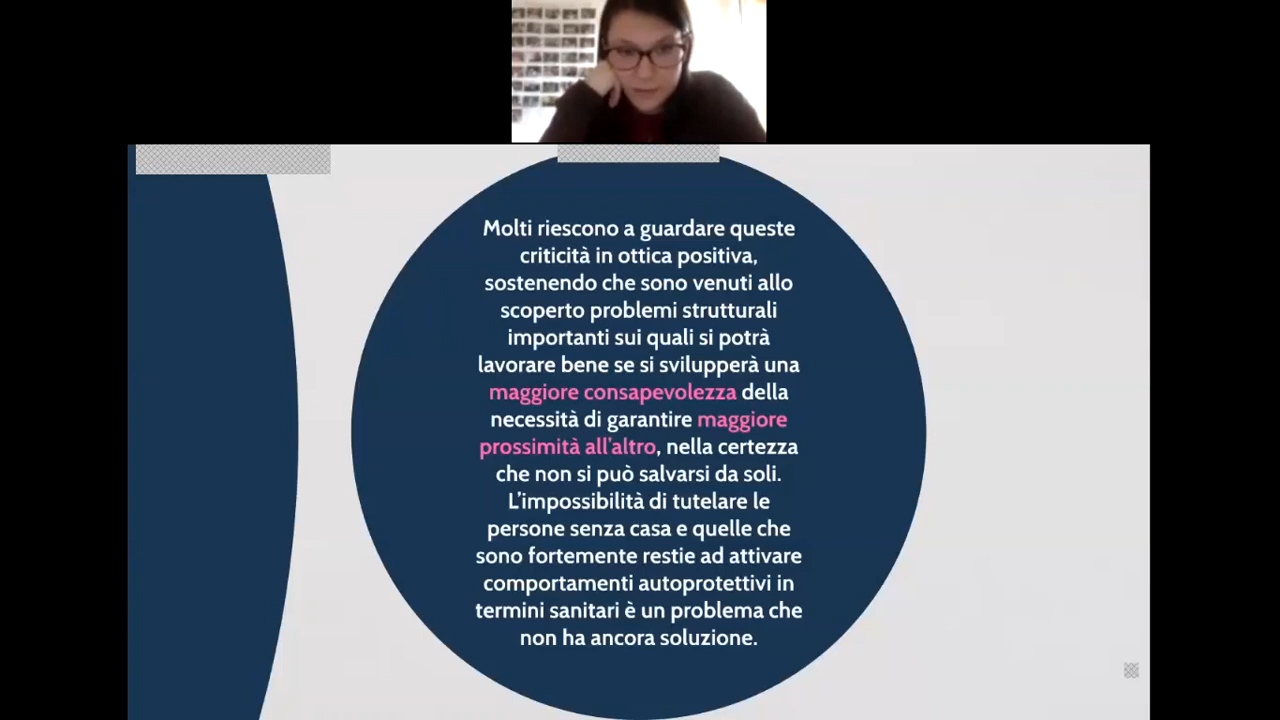 Molti riescono a guardare queste
criticità in ottica positiva,
sostenendo che sono venuti allo
scoperto problemi strutturali
importanti sui quali si potrà
lavorare bene se si svilupperà una
maggiore consapevolezza della
necessità di garantire maggiore
prossimità all'altro, nella certezza
che non si può salvarsi da soli.
L'impossibilità di tutelare le
persone senza casa e quelle che
sono fortemente restie ad attivare
comportamenti autoprotettivi in
termini sanitari è un problema che
non ha ancora soluzione.